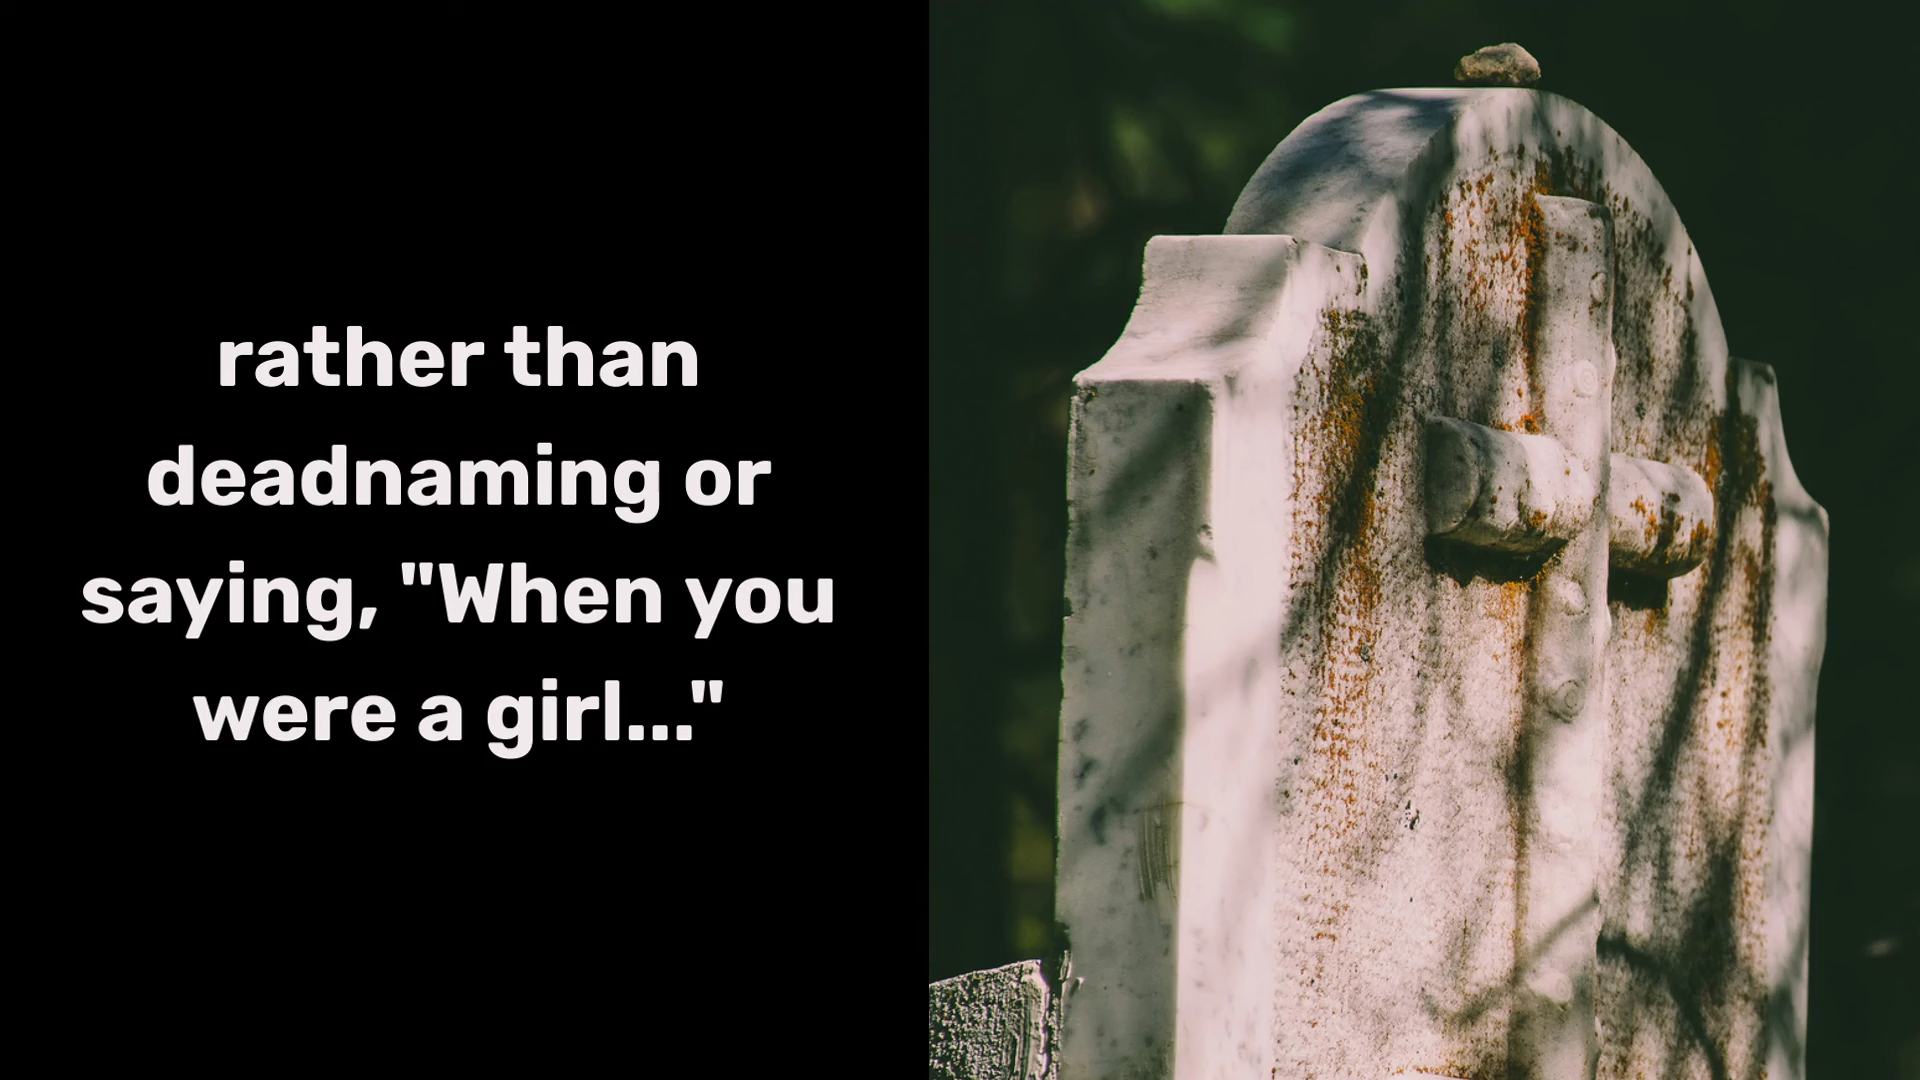 rather than
deadnaming or
saying, "When you
were a girl..."